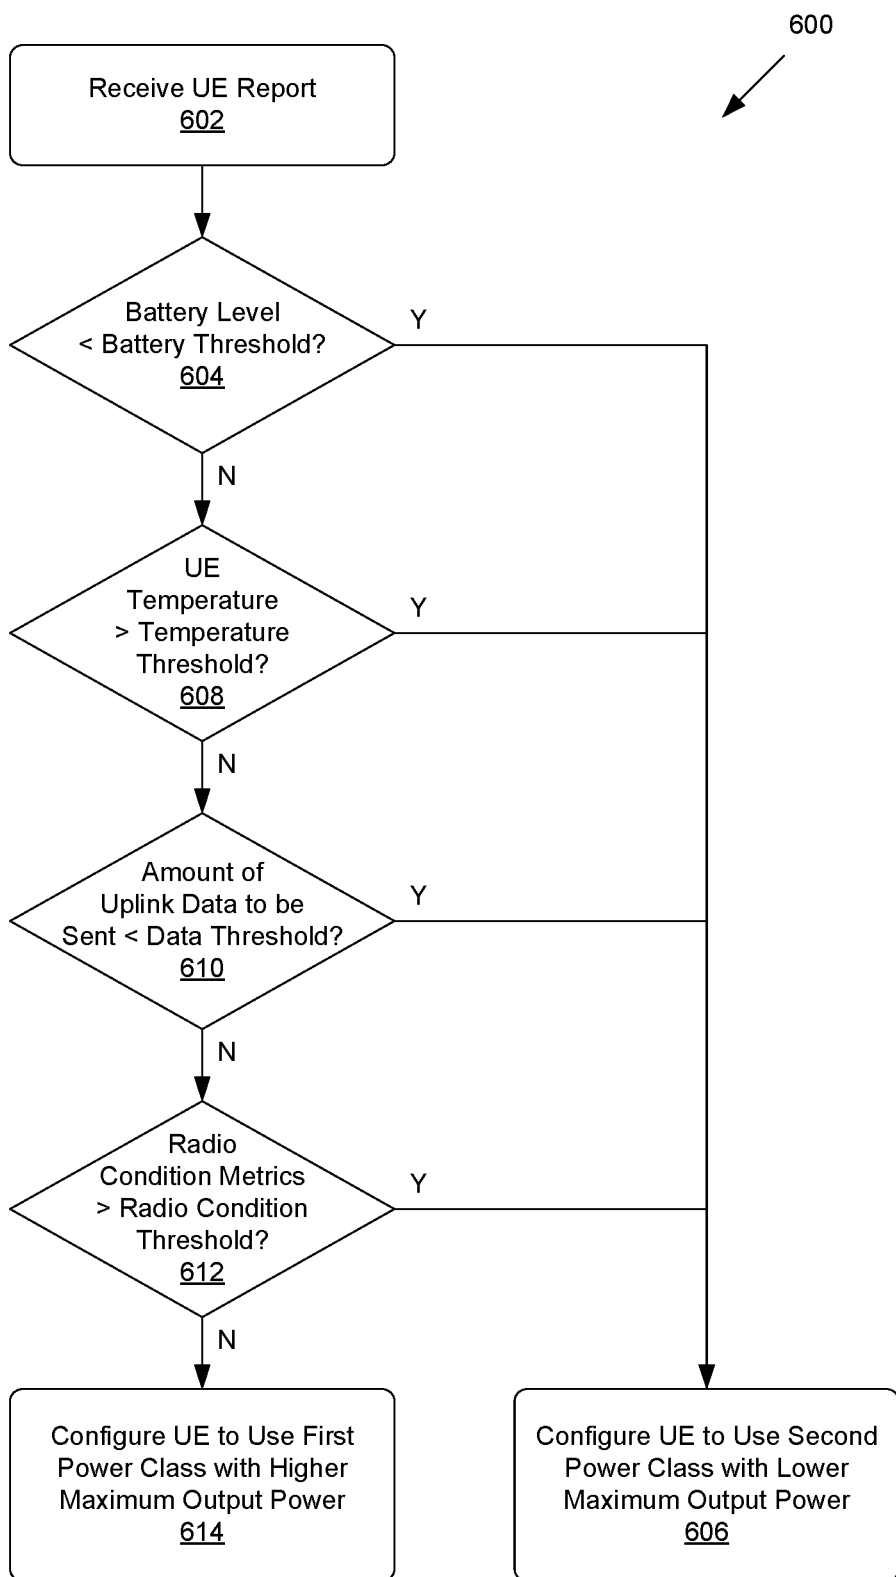 600
Receive UE Report
602
Battery Level
< Battery Threshold?
604
Y
N
UE
Temperature
> Temperature
Threshold?
608
Y
N
Amount of
Uplink Data to be
Sent < Data Threshold?
610
Y
N
Radio
Condition Metrics
> Radio Condition
Threshold?
612
Y
N
Configure UE to Use First
Power Class with Higher
Maximum Output Power
614
Configure UE to Use Second
Power Class with Lower
Maximum Output Power
606